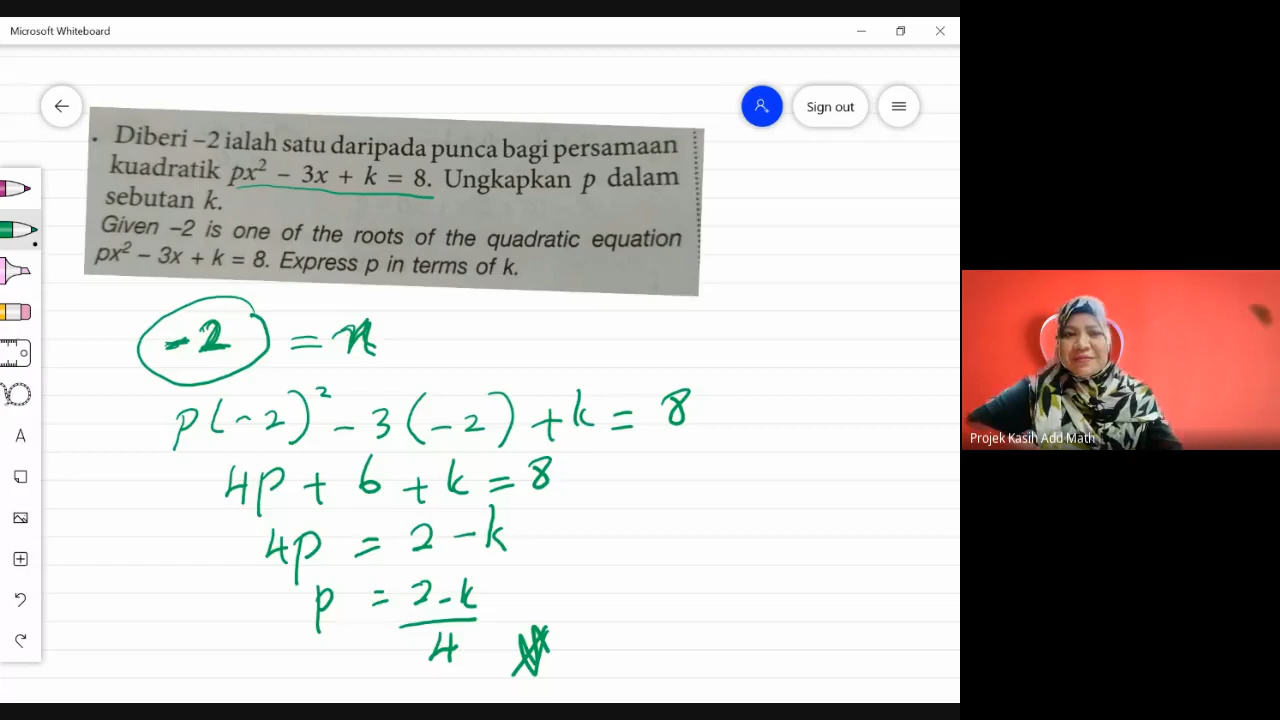 Microsoft Whiteboard
Sign out
. Diberi –2 ialah satu daripada punca bagi persamaan
kuadratik px² – 3x + k = 8. Ungkapkan p dalam
sebutan k.
Given –2 is one of the roots of the quadratic equation
px² – 3x + k = 8. Express p in terms of k.
-2 = x
p(-2)² - 3(-2) + k = 8
4p + 6 + k = 8
4p = 2 - k
p = 2-k
4
A
Projek Kasih Add Math